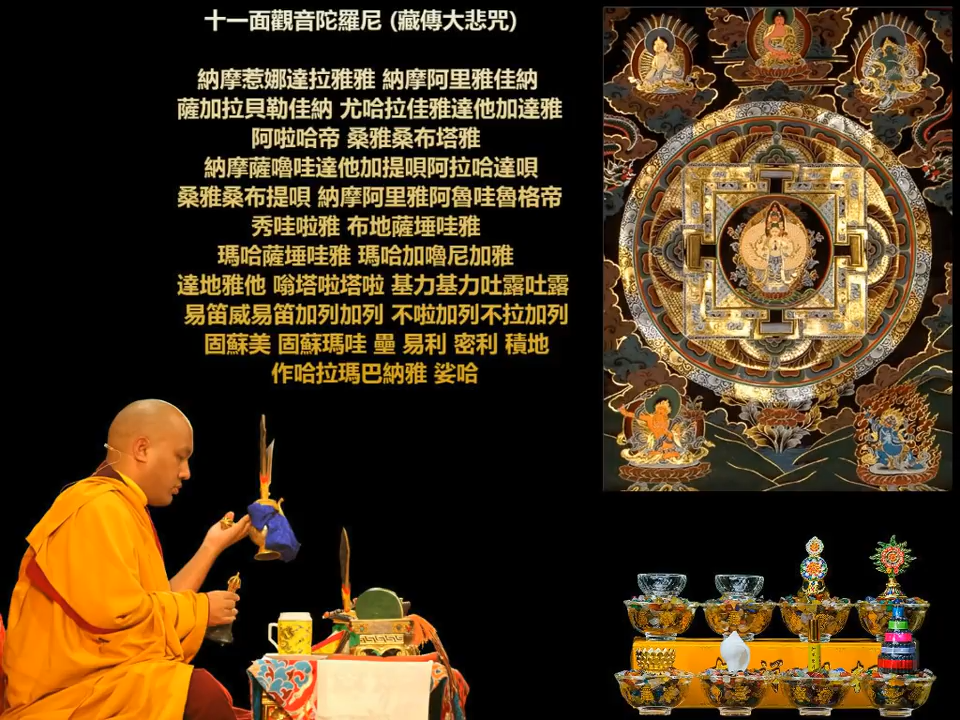 十一面觀音陀羅尼 (藏傳大悲咒)
納摩惹娜達拉雅雅 納摩阿里雅佳納
薩加拉貝勒佳納 尤哈拉佳雅達他加達雅
阿啦哈帝 桑雅桑布塔雅
納摩薩嚕哇達他加提唄阿拉哈達唄
桑雅桑布提唄 納摩阿里雅阿魯哇魯格帝
秀哇啦雅 布地薩埵哇雅
瑪哈薩埵哇雅 瑪哈加嚕尼加雅
達地雅他 嗡塔啦塔啦 基力基力吐露吐露
易笛威易笛加列加列 不啦加列不拉加列
固蘇美 固蘇瑪哇 壘 易利 密利 積地
作哈拉瑪巴納雅 娑哈